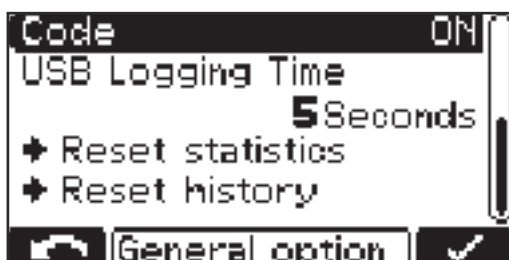 Code ON
USB Logging Time
5 Seconds
Reset statistics
Reset history
General option